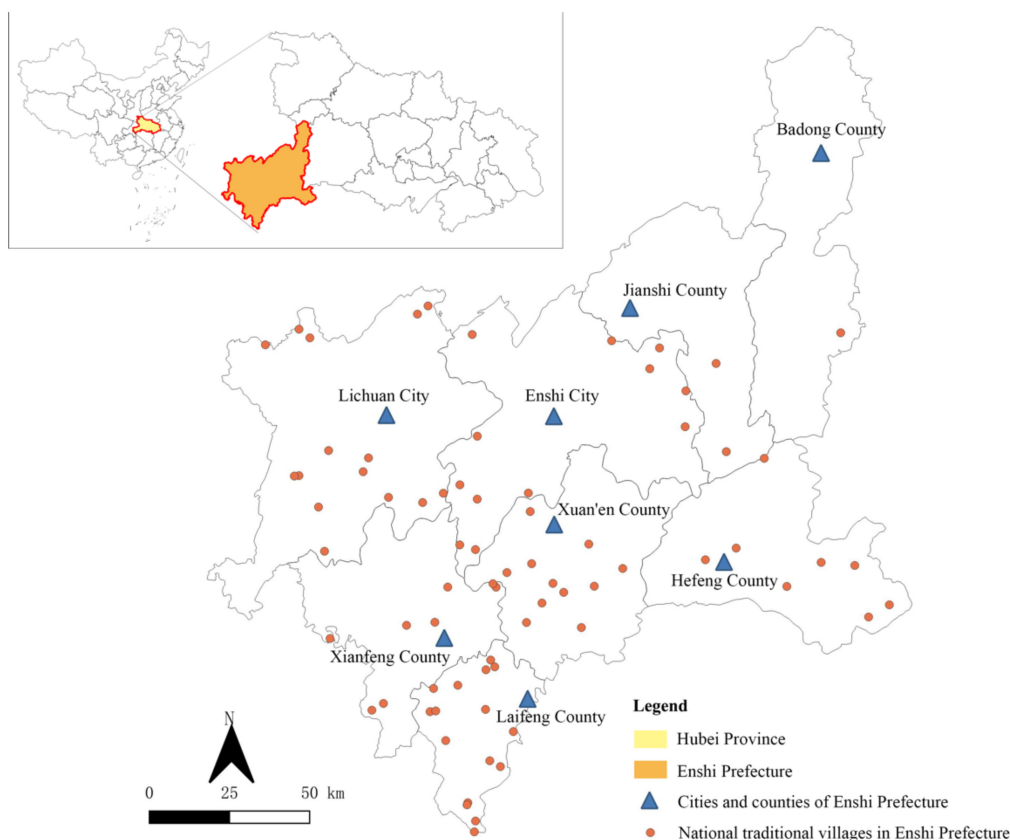 Badong County
Jianshi County
Lichuan City
Enshi City
Xuan'en County
Hefeng County
Xianfeng County
Laifeng County
N
0 25 50 km
Legend
Hubei Province
Enshi Prefecture
Cities and counties of Enshi Prefecture
National traditional villages in Enshi Prefecture